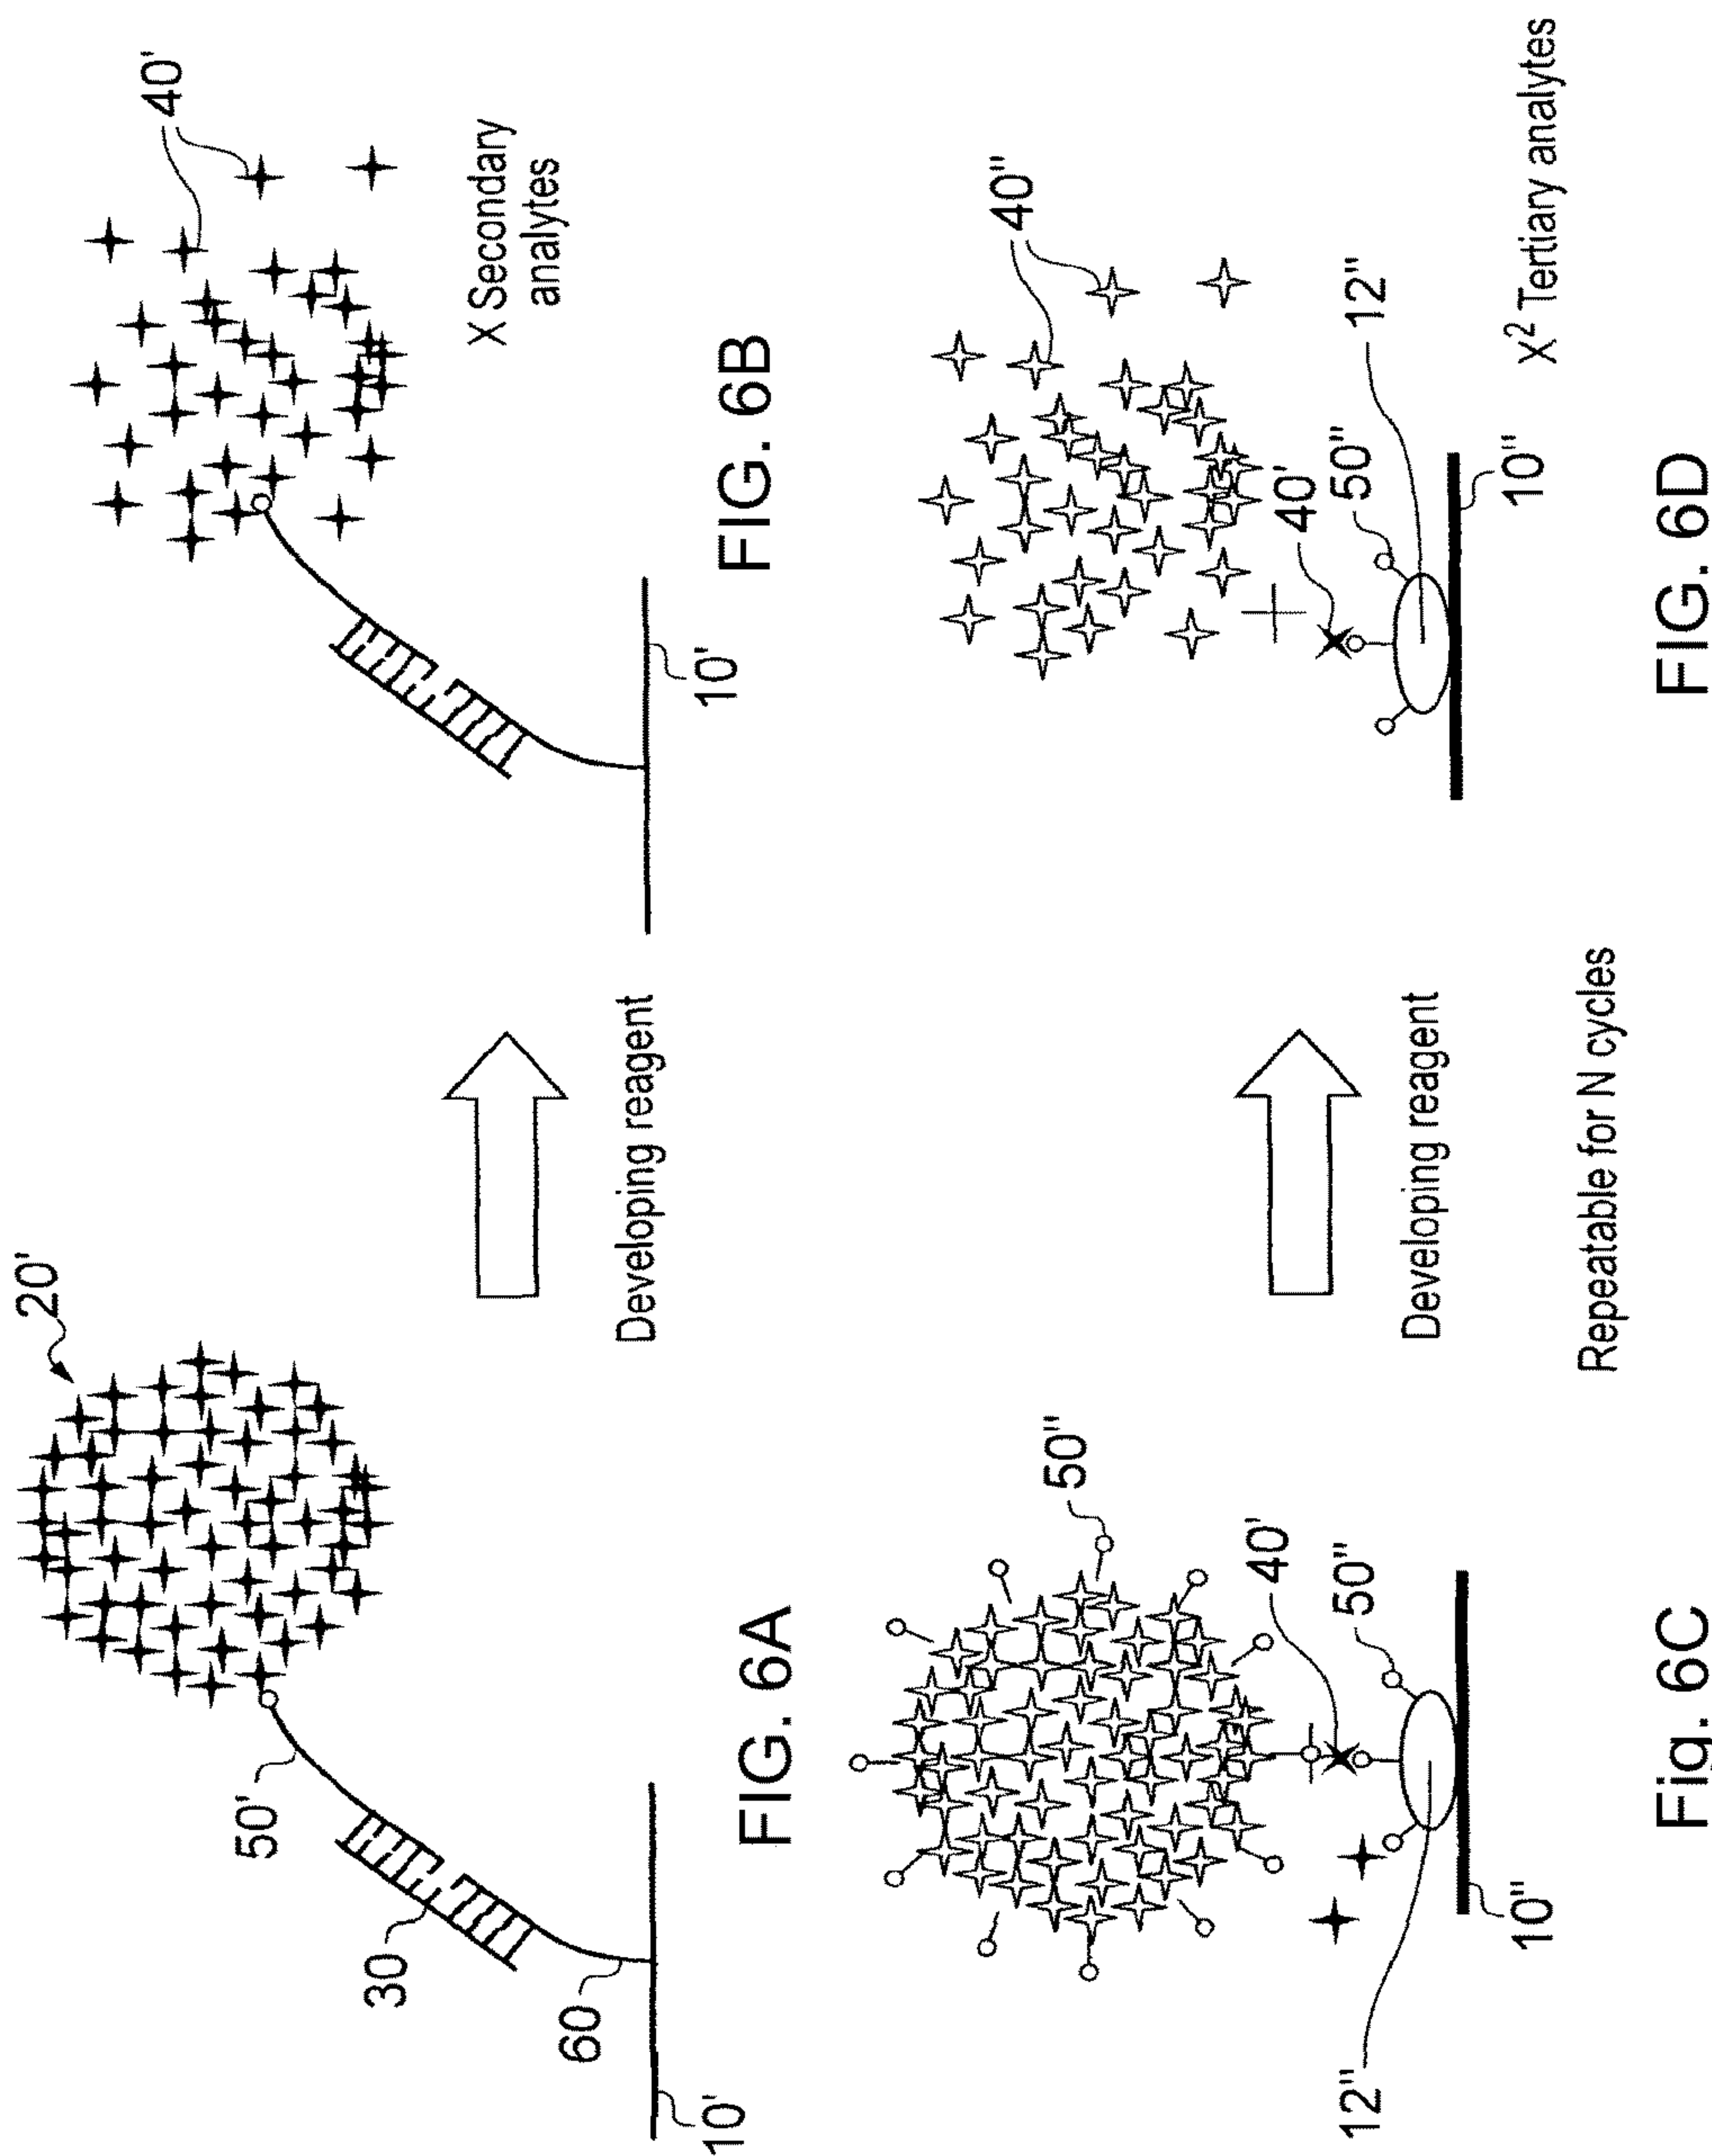 20'
50'
30
60
10'
FIG. 6A
Developing reagent
40'
X Secondary
analytes
10'
FIG. 6B
50"
40'
50"
12"
10"
Fig. 6C
Developing reagent
Repeatable for N cycles
40"
40'
50"
12"
10"
X² Tertiary analytes
FIG. 6D